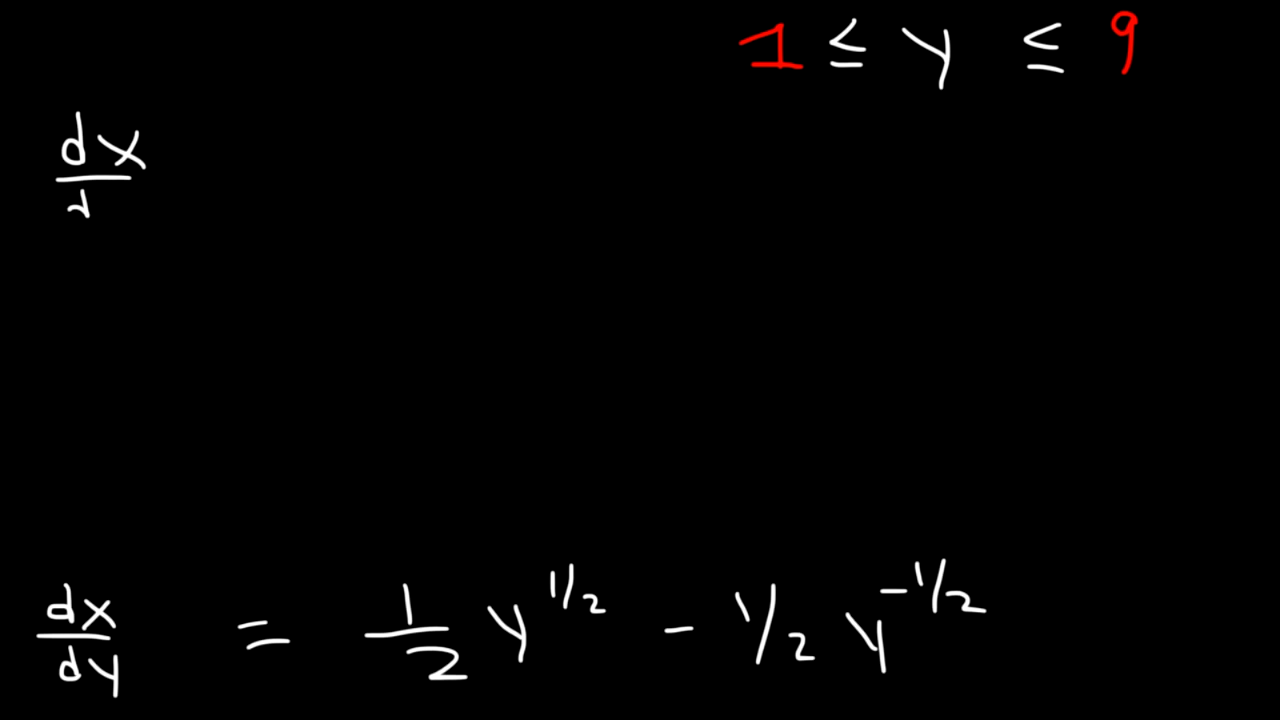 1 ≤ y ≤ 9
dx/d
dx/dy = 1/2 y^1/2 - 1/2 y^-1/2